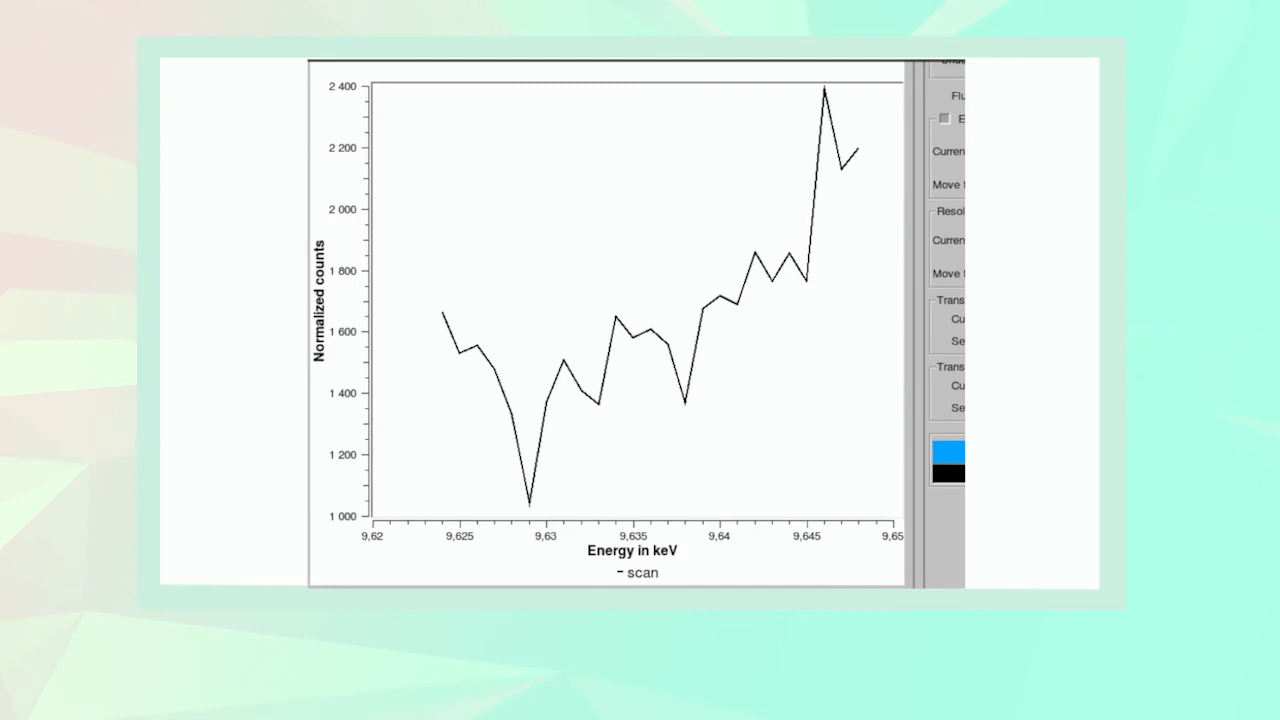 2 400
2 200
2 000
1 800
1 600
1 400
1 200
1 000
Normalized counts
9,62 9,625 9,63 9,635 9,64 9,645 9,65
Energy in keV
scan
Flu
E
Curren
Move
Resol
Curren
Move
Trans
Cu
Se
Trans
Cu
Se